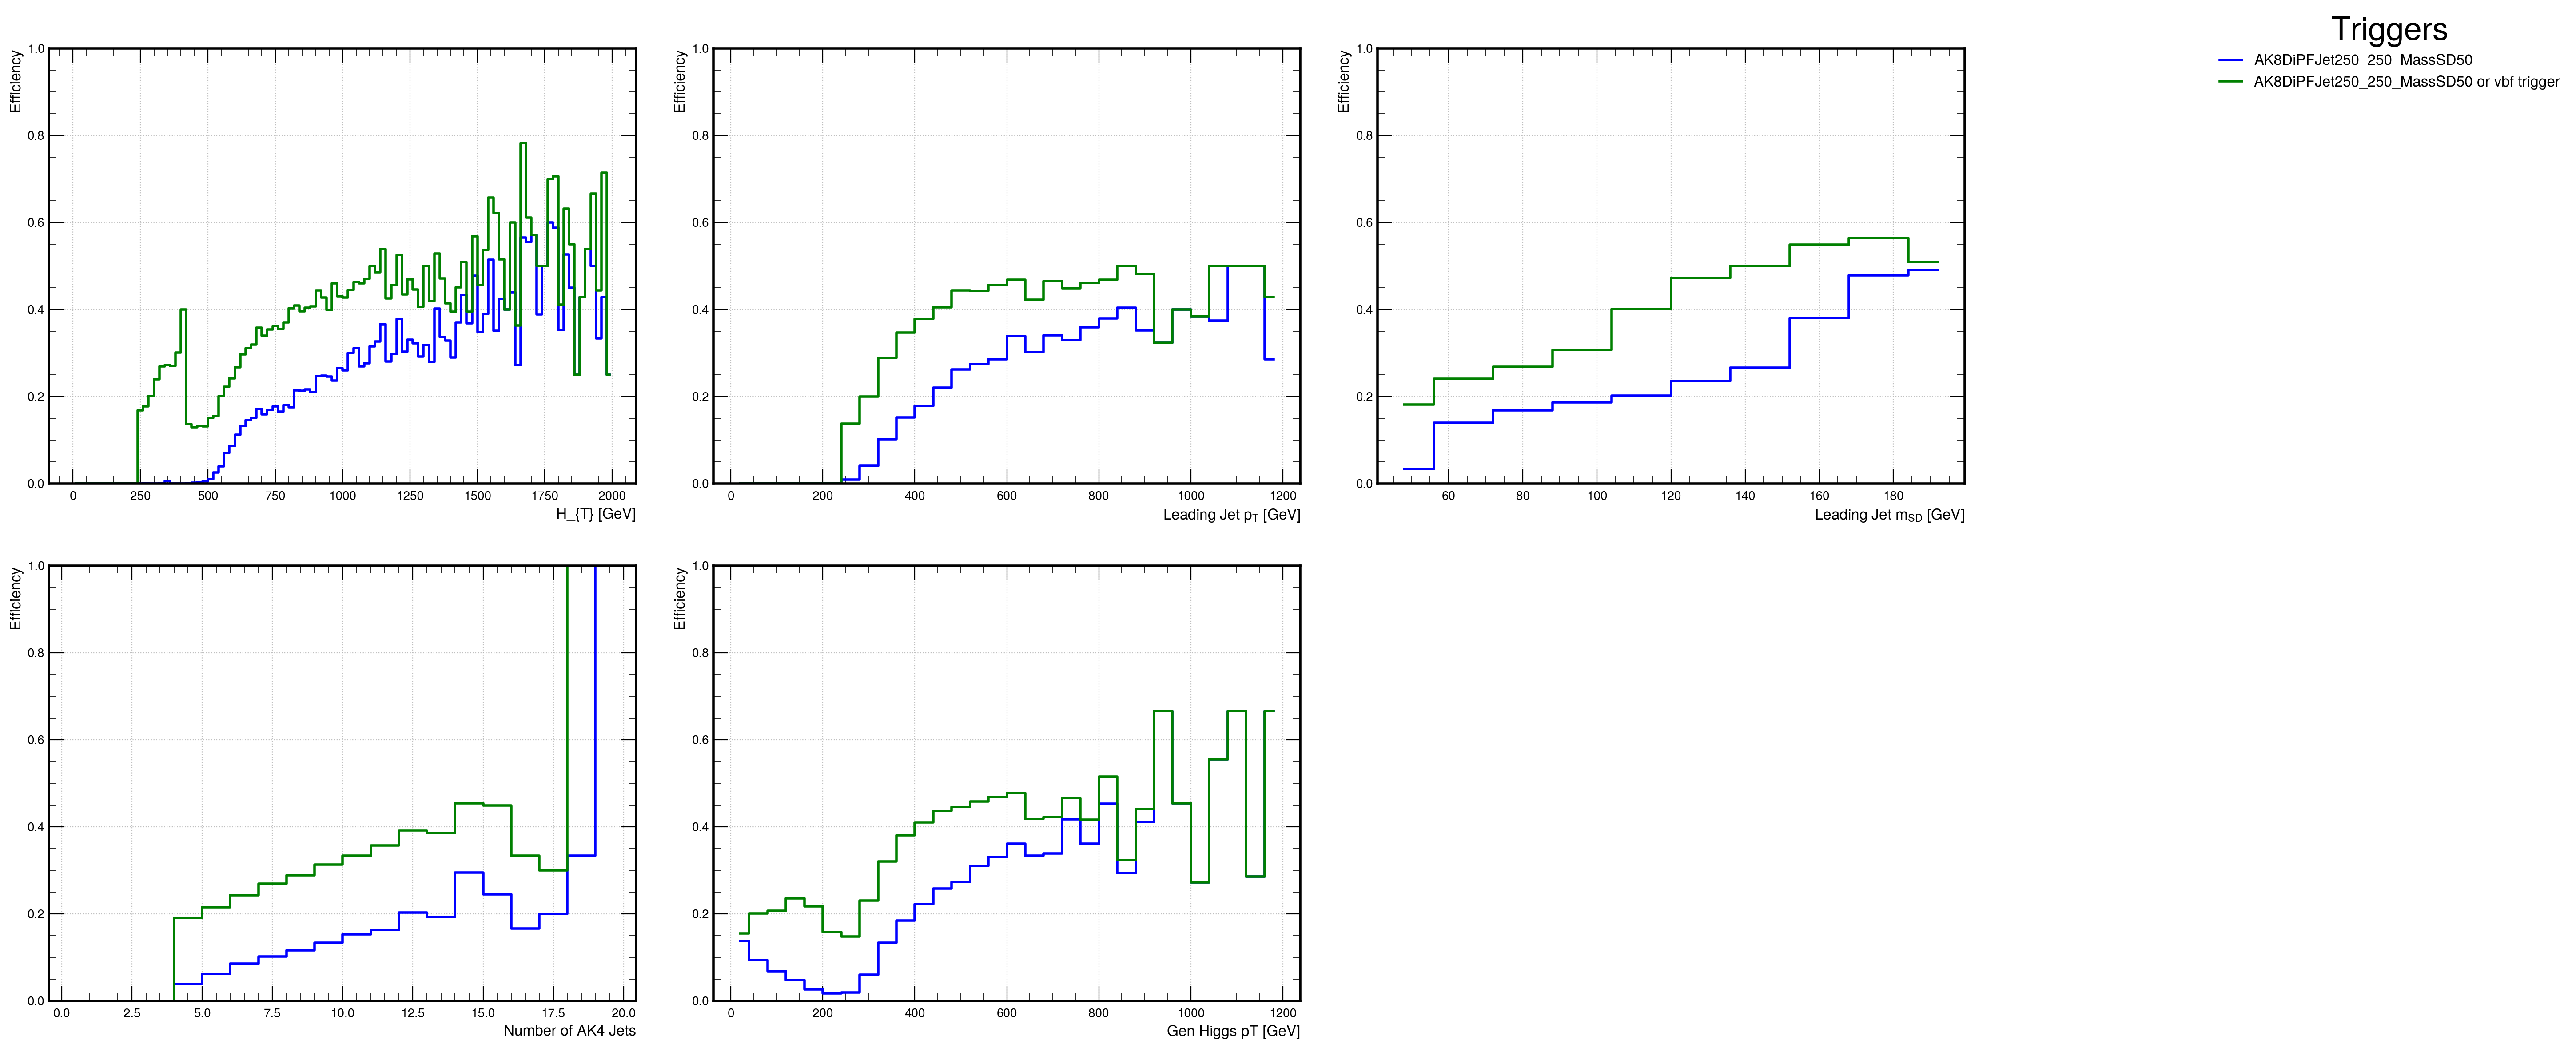 Triggers
AK8DiPFJet250_250_MassSD50
AK8DiPFJet250_250_MassSD50 or vbf trigger
Efficiency
1.0
0.8
0.6
0.4
0.2
0.0
0 250 500 750 1000 1250 1500 1750 2000
H_{T} [GeV]
Efficiency
1.0
0.8
0.6
0.4
0.2
0.0
0 200 400 600 800 1000 1200
Leading Jet pT [GeV]
Efficiency
1.0
0.8
0.6
0.4
0.2
0.0
60 80 100 120 140 160 180
Leading Jet mSD [GeV]
Efficiency
1.0
0.8
0.6
0.4
0.2
0.0
0.0 2.5 5.0 7.5 10.0 12.5 15.0 17.5 20.0
Number of AK4 Jets
Efficiency
1.0
0.8
0.6
0.4
0.2
0.0
0 200 400 600 800 1000 1200
Gen Higgs pT [GeV]